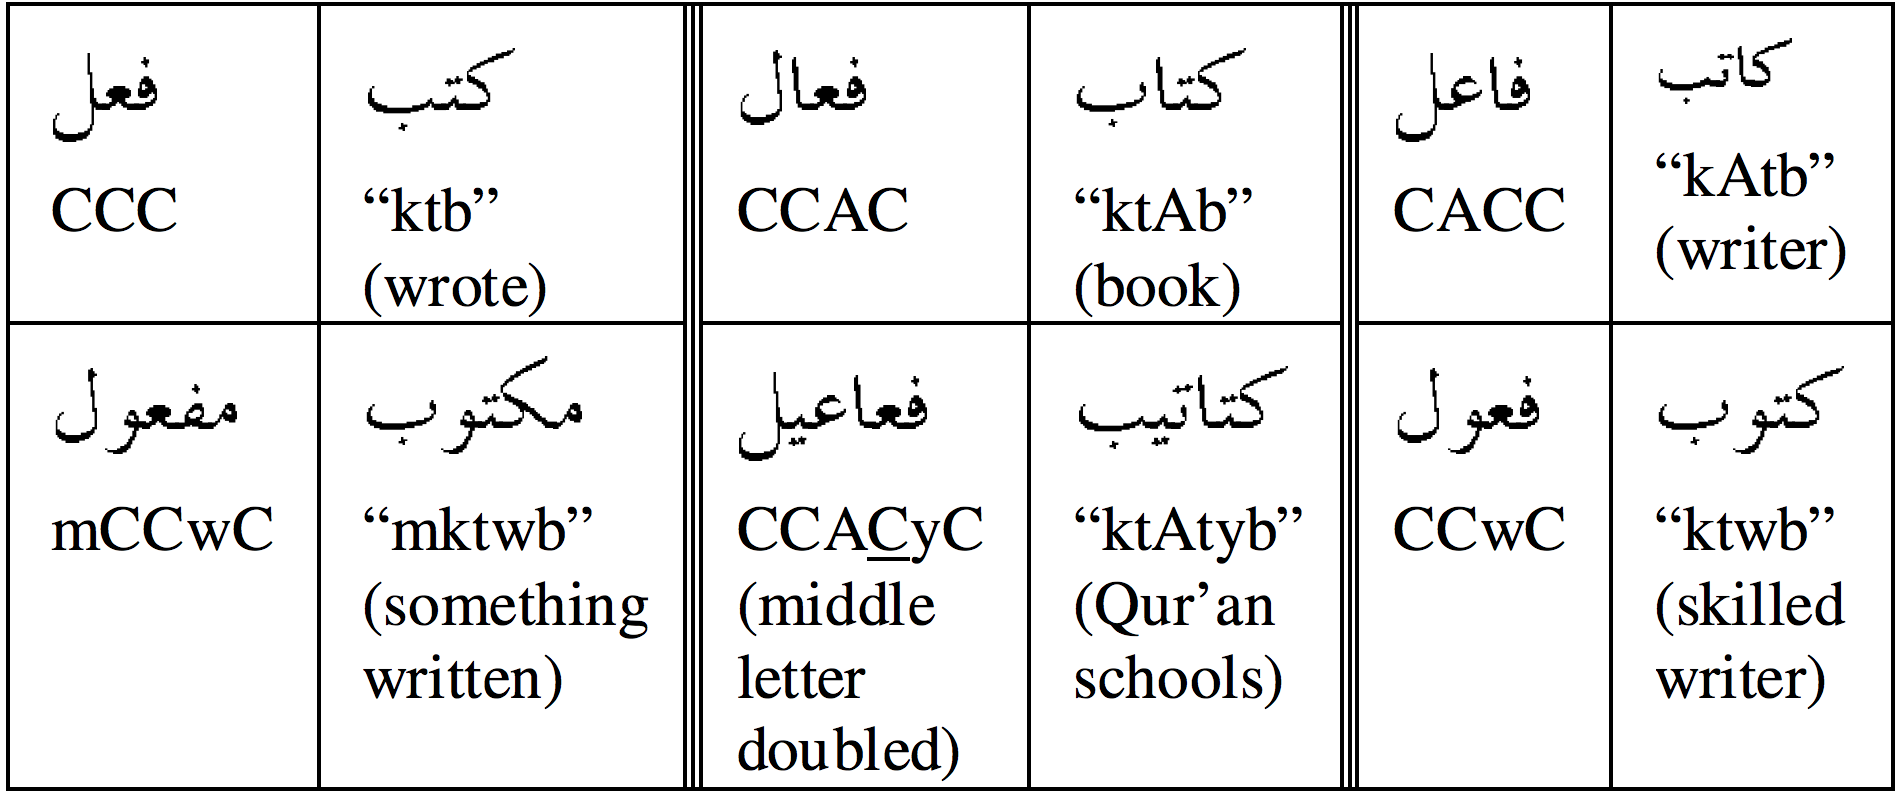 فعل
CCC
كتب
“ktb”
(wrote)
فعال
CCAC
كتاب
“ktAb”
(book)
فاعل
CACC
كاتب
“kAtb”
(writer)
مفعول
mCCwC
مكتوب
“mktwb”
(something
written)
فعاعيل
CCACyC
(middle
letter
doubled)
كتاتيب
“ktAtyb”
(Qur’an
schools)
فعول
CCwC
كتوب
“ktwb”
(skilled
writer)